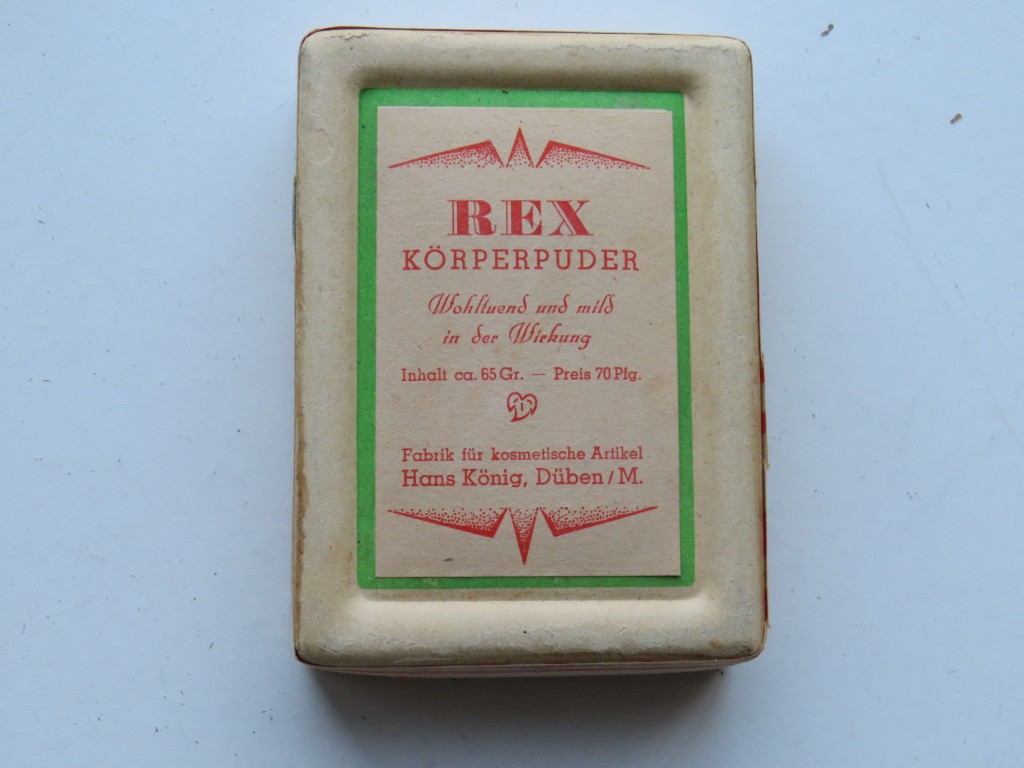 REX
KÖRPERPUDER
Wohltuend und mild
in der Wirkung
Inhalt ca. 65 Gr. — Preis 70 Pfg.
Fabrik für kosmetische Artikel
Hans König, Düben / M.